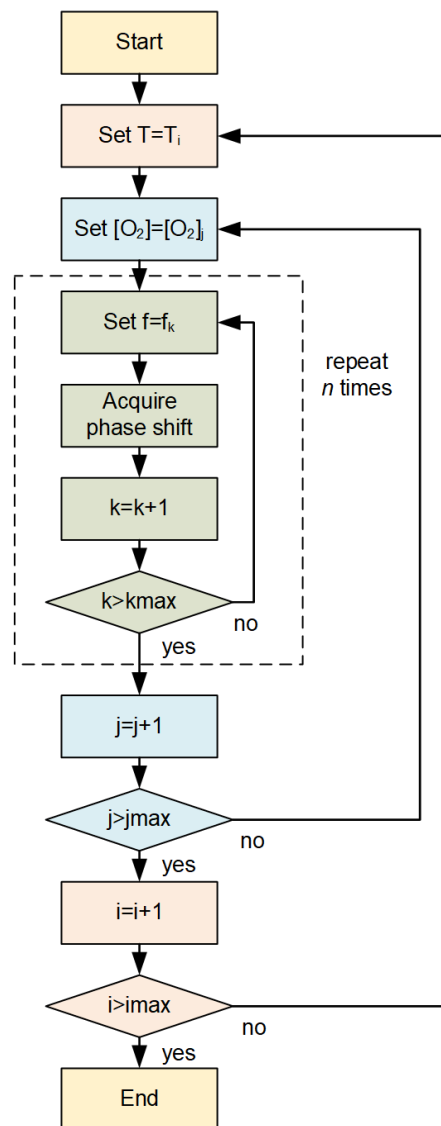 Start
Set T=Tᵢ
Set [O₂]=[O₂]ⱼ
Set f=fₖ
repeat
n times
Acquire
phase shift
k=k+1
k>kmax
no
yes
j=j+1
j>jmax
no
yes
i=i+1
i>imax
no
yes
End